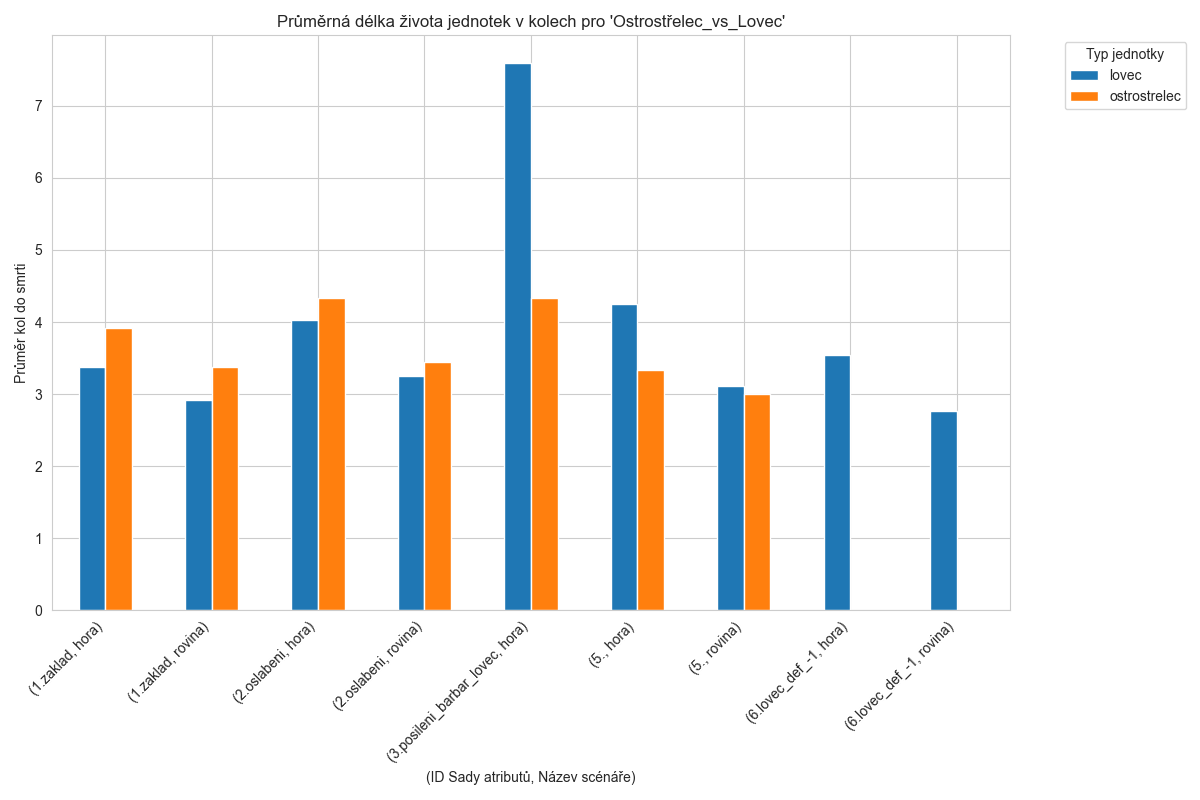 Průměrná délka života jednotek v kolech pro 'Ostrostřelec_vs_Lovec'
Typ jednotky
lovec
ostrostrelec
Průměr kol do smrti
7
6
5
4
3
2
1
0
(1.zaklad, hora)
(1.zaklad, rovina)
(2.oslabeni, hora)
(2.oslabeni, rovina)
(3.posileni_barbar_lovec, hora)
(5., hora)
(5., rovina)
(6.lovec_def_-1, hora)
(6.lovec_def_-1, rovina)
(ID Sady atributů, Název scénáře)